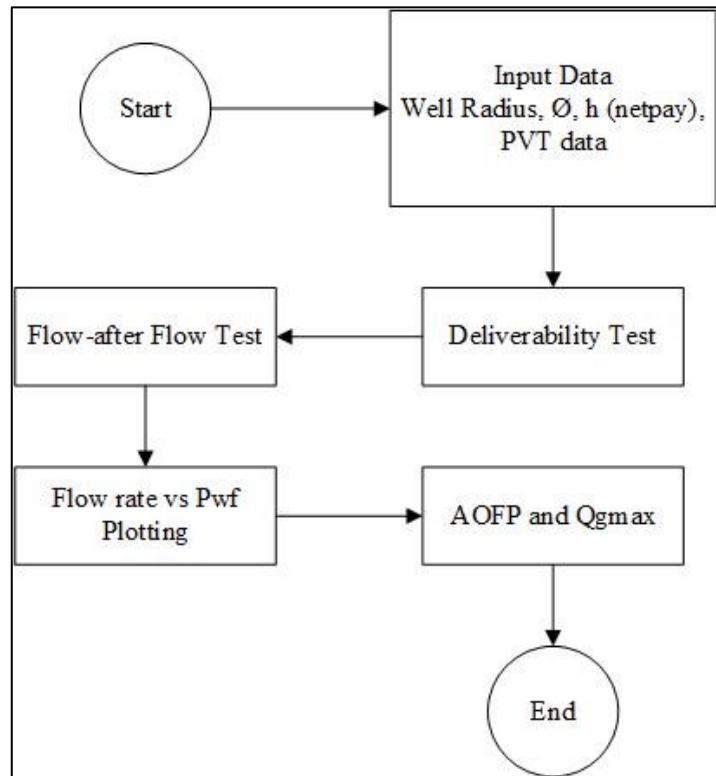 Start
Input Data
Well Radius, Ø, h (netpay),
PVT data
Deliverability Test
Flow-after Flow Test
Flow rate vs Pwf
Plotting
AOFP and Qgmax
End